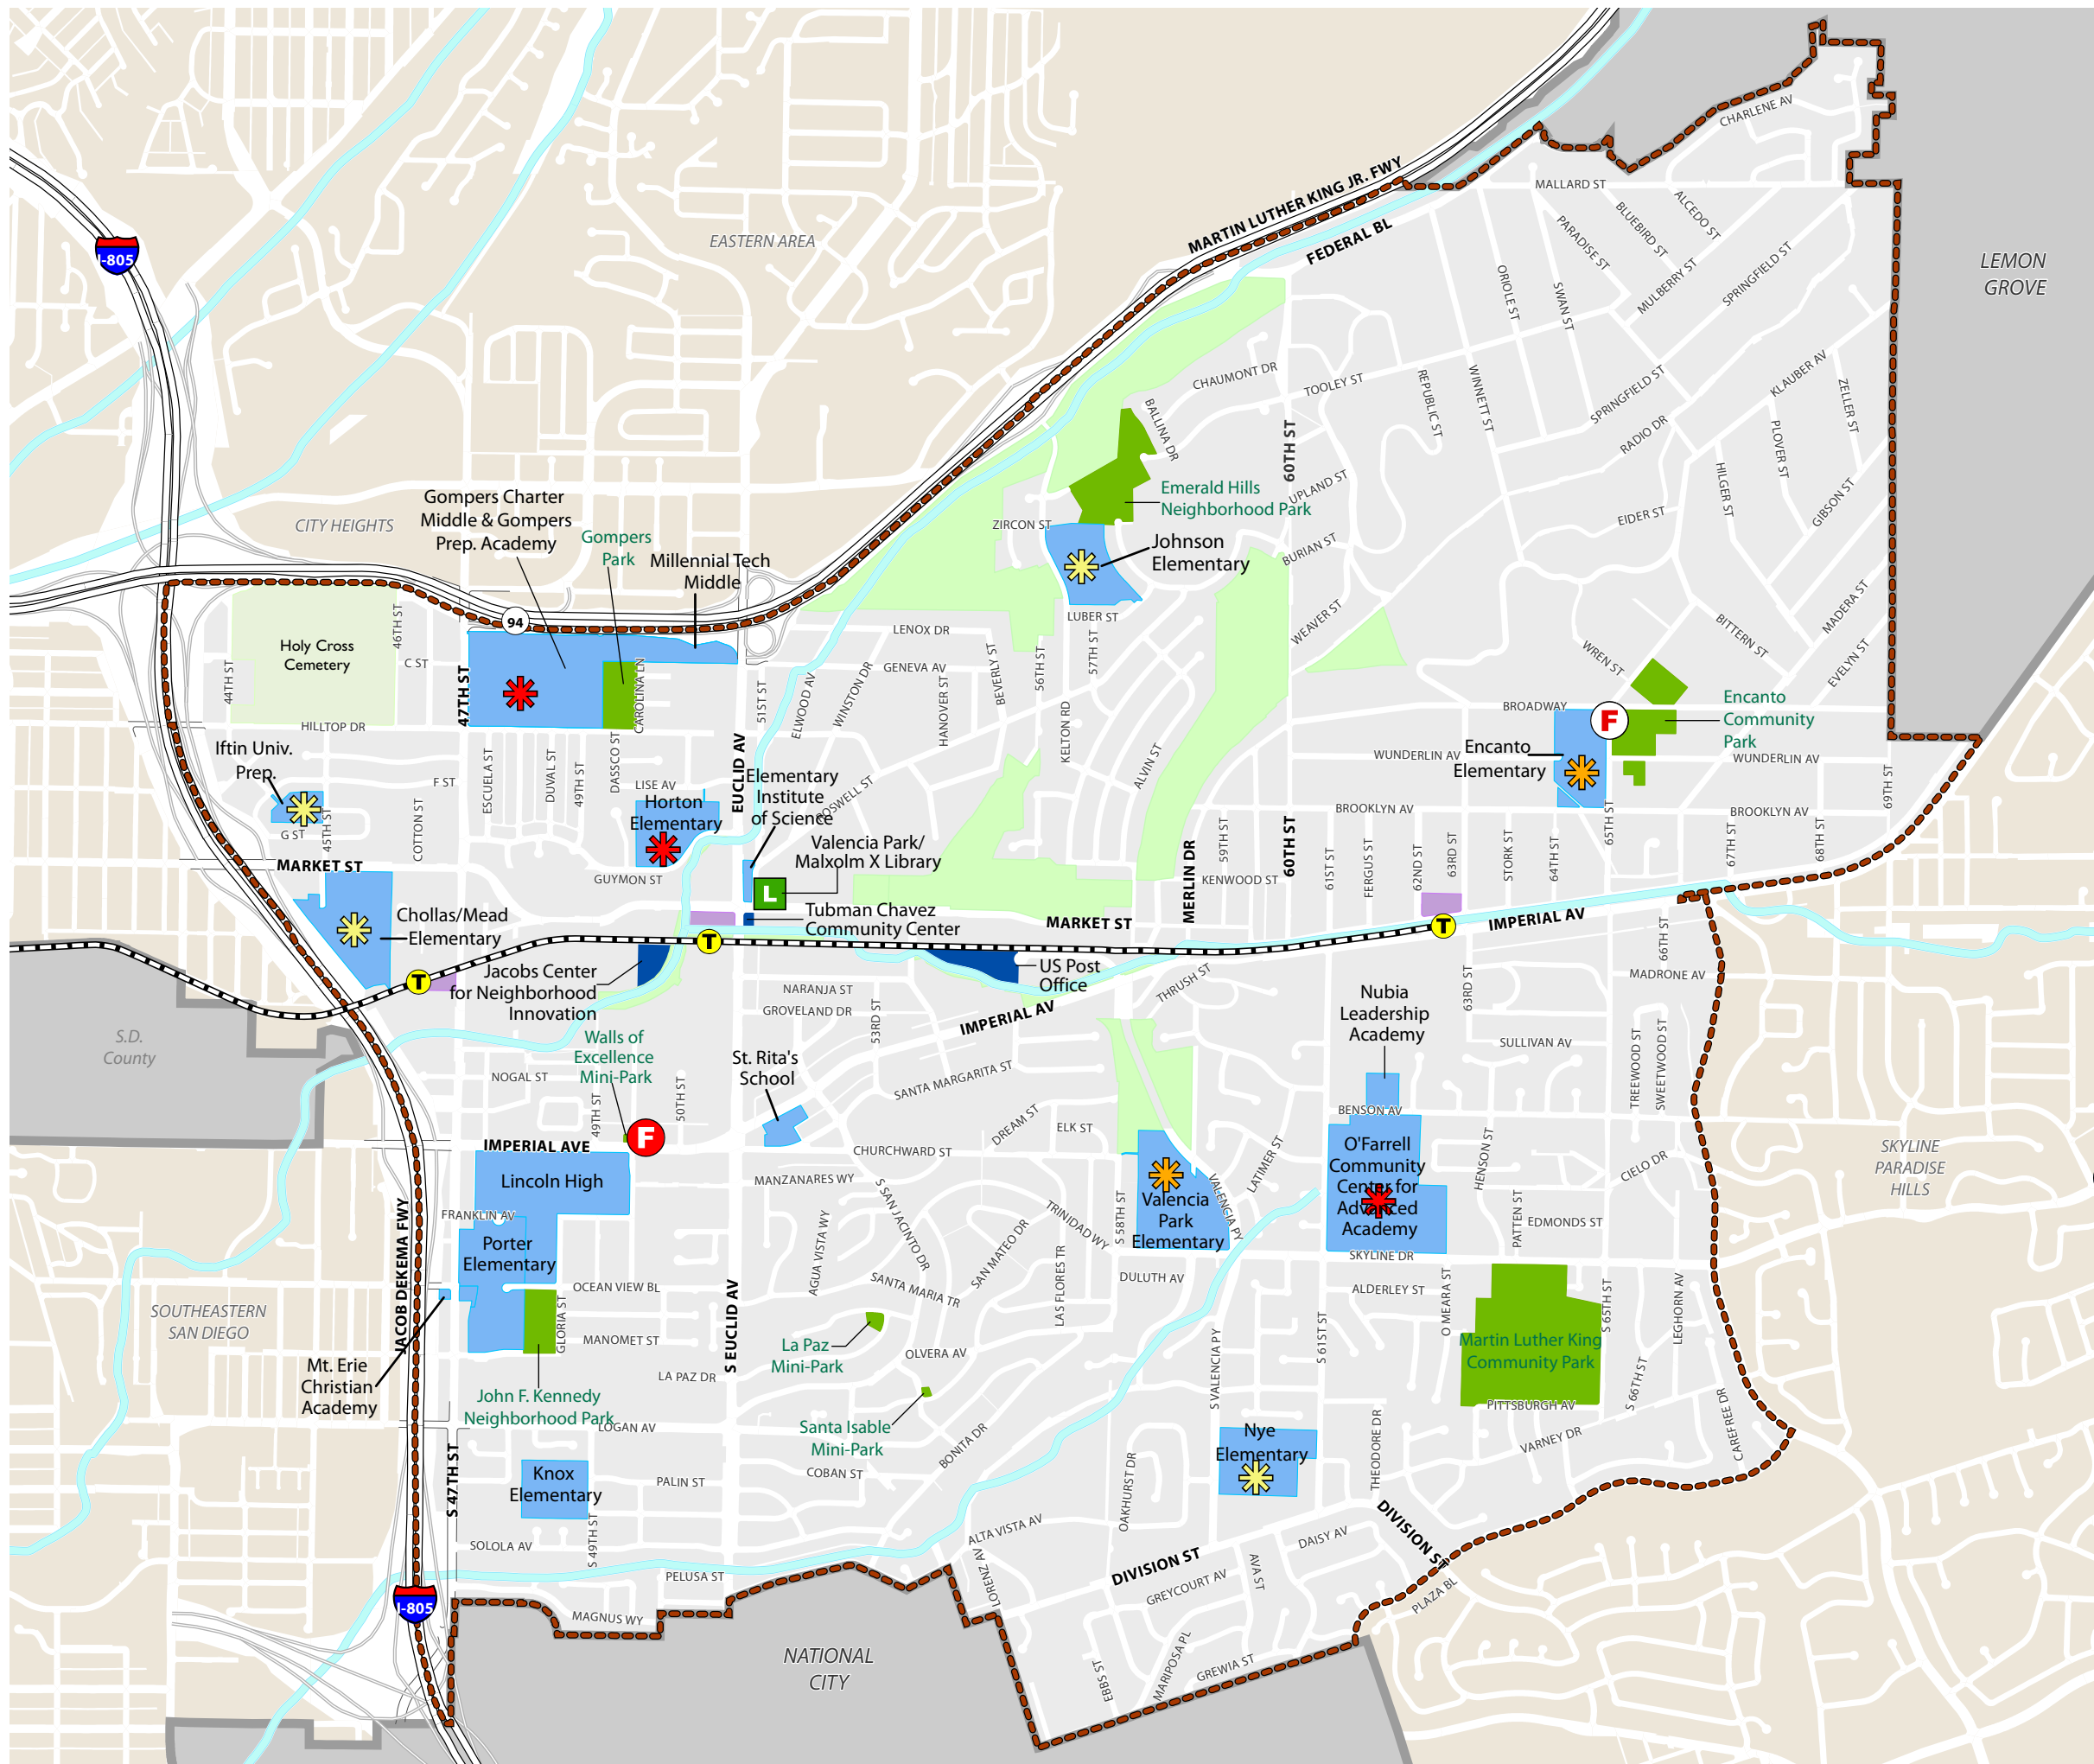 MARTIN LUTHER KING JR. FWY
FEDERAL BL
CHARLENE AV
MALLARD ST
ALCEDO ST
BLUEBIRD ST
PARADISE ST
MULBERRY ST
SPRINGFIELD ST
ORIOLE ST
SWAN ST
EASTERN AREA
LEMON
GROVE
I-805
CHAUMONT DR
TOOLEY ST
REPUBLIC ST
WINNETT ST
SPRINGFIELD ST
RADIO DR
KLAUBER AV
ZELLER ST
PLOVER ST
HILGER ST
GIBSON ST
EIDER ST
BALLINA DR
60TH ST
UPLAND ST
BURIAN ST
WEAVER ST
Emerald Hills
Neighborhood Park
ZIRCON ST
Johnson
Elementary
LUBER ST
57TH ST
56TH ST
CITY HEIGHTS
Gompers Charter
Middle & Gompers
Prep. Academy
Gompers
Park
Millennial Tech
Middle
94
Holy Cross
Cemetery
46TH ST
C ST
44TH ST
47TH ST
HILLTOP DR
CAROLINA LN
LENOX DR
GENEVA AV
BEVERLY ST
51ST ST
ELWOOD AV
WINSTON DR
HANOVER ST
KELTON RD
ALVIN ST
MADERA ST
BITTERN ST
EVELYN ST
WREN ST
BROADWAY
F
Encanto
Community
Park
WUNDERLIN AV
Encanto
Elementary
WUNDERLIN AV
BROOKLYN AV
BROOKLYN AV
69TH ST
65TH ST
67TH ST
68TH ST
Iftin Univ.
Prep.
F ST
G ST
45TH ST
COTTON ST
ESCUELA ST
DUVAL ST
49TH ST
DASSCO ST
LISE AV
Horton
Elementary
EUCLID AV
Elementary
Institute
of Science
ROSWELL ST
Valencia Park/
Malxolm X Library
L
MARKET ST
GUYMON ST
Tubman Chavez
Community Center
MARKET ST
MERLIN DR
59TH ST
60TH ST
KENWOOD ST
61ST ST
FERGUS ST
62ND ST
63RD ST
STORK ST
64TH ST
IMPERIAL AV
T
T
T
Chollas/Mead
Elementary
Jacobs Center
for Neighborhood
Innovation
US Post
Office
NARANJA ST
GROVELAND DR
53RD ST
IMPERIAL AV
THRUSH ST
63RD ST
66TH ST
MADRONE AV
S.D.
County
Walls of
Excellence
Mini-Park
St. Rita's
School
Nubia
Leadership
Academy
SULLIVAN AV
TREEWOOD ST
SWEETWOOD ST
NOGAL ST
49TH ST
50TH ST
SANTA MARGARITA ST
DREAM ST
ELK ST
BENSON AV
F
IMPERIAL AVE
CHURCHWARD ST
Lincoln High
MANZANARES WY
FRANKLIN AV
Porter
Elementary
S SAN JACINTO DR
AGUA VISTA WY
SAN MATEO DR
TRINIDAD WY
S 58TH ST
Valencia
Park
Elementary
VALENCIA PY
LATIMER ST
O'Farrell
Community
Center for
Advanced
Academy
HENSON ST
CIELO DR
PATTEN ST
EDMONDS ST
SKYLINE DR
SKYLINE
PARADISE
HILLS
JACOB DEKEMA FWY
OCEAN VIEW BL
GLORIA ST
MANOMET ST
S EUCLID AV
SANTA MARIA TR
LAS FLORES TR
DULUTH AV
ALDERLEY ST
O MEARA ST
S 65TH ST
LEGHORN AV
SOUTHEASTERN
SAN DIEGO
La Paz
Mini-Park
OLVERA AV
S VALENCIA PY
S 61ST ST
Martin Luther King
Community Park
Mt. Erie
Christian
Academy
LA PAZ DR
John F. Kennedy
Neighborhood Park
LOGAN AV
Santa Isable
Mini-Park
PITTSBURGH AV
S 66TH ST
CAREFREE DR
VARNEY DR
Nye
Elementary
THEODORE DR
S 47TH ST
Knox
Elementary
PALIN ST
COBAN ST
BONITA DR
OAKHURST DR
SOLOLA AV
S 49TH ST
ALTA VISTA AV
LORENZ AV
DIVISION ST
DAISY AV
DIVISION ST
AVA ST
GREYCOURT AV
PLAZA BL
PELUSA ST
I-805
MAGNUS WY
NATIONAL
CITY
EBBS ST
MARIPOSA PL
GREWIA ST